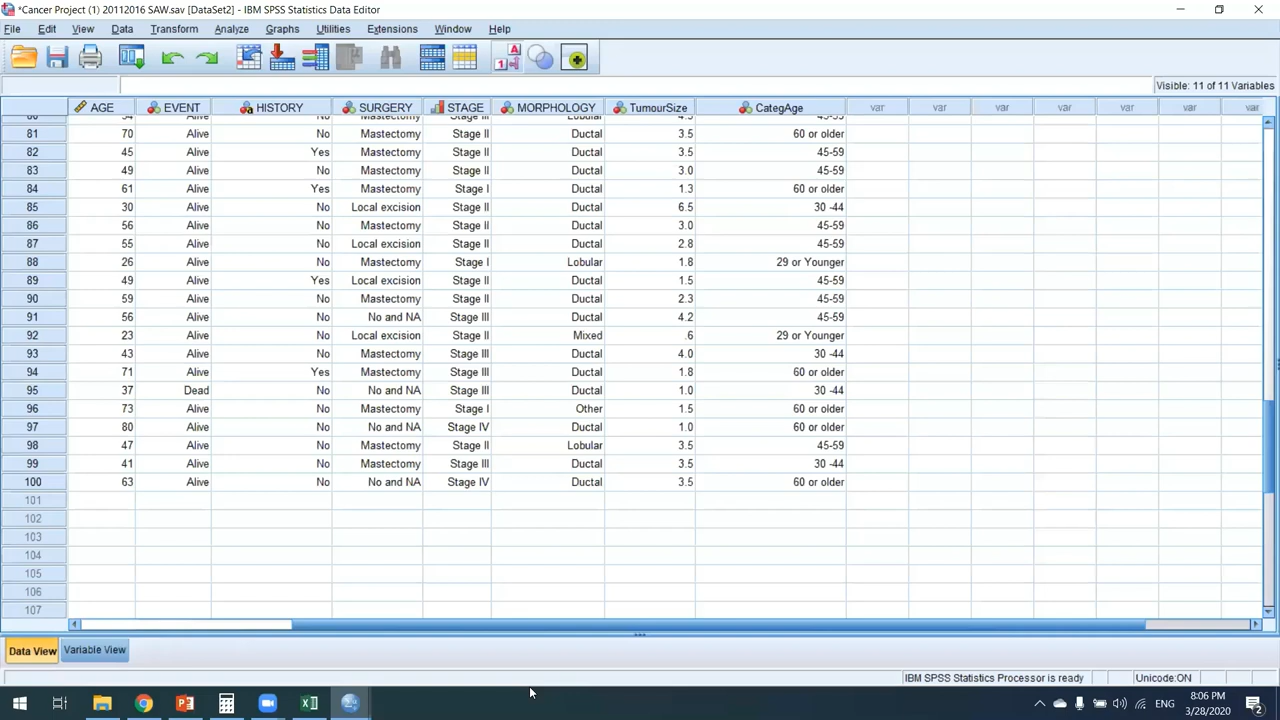 *Cancer Project (1) 20112016 SAW.sav [DataSet2] - IBM SPSS Statistics Data Editor
File Edit View Data Transform Analyze Graphs Utilities Extensions Window Help
Visible: 11 of 11 Variables
AGE EVENT HISTORY SURGERY STAGE MORPHOLOGY TumourSize CategAge var var var var var var var
81 70 Alive No Mastectomy Stage II Ductal 3.5 60 or older
82 45 Alive Yes Mastectomy Stage II Ductal 3.5 45-59
83 49 Alive No Mastectomy Stage II Ductal 3.0 45-59
84 61 Alive Yes Mastectomy Stage I Ductal 1.3 60 or older
85 30 Alive No Local excision Stage II Ductal 6.5 30 -44
86 56 Alive No Mastectomy Stage II Ductal 3.0 45-59
87 55 Alive No Local excision Stage II Ductal 2.8 45-59
88 26 Alive No Mastectomy Stage I Lobular 1.8 29 or Younger
89 49 Alive Yes Local excision Stage II Ductal 1.5 45-59
90 59 Alive No Mastectomy Stage II Ductal 2.3 45-59
91 56 Alive No No and NA Stage III Ductal 4.2 45-59
92 23 Alive No Local excision Stage II Mixed .6 29 or Younger
93 43 Alive No Mastectomy Stage III Ductal 4.0 30 -44
94 71 Alive Yes Mastectomy Stage III Ductal 1.8 60 or older
95 37 Dead No No and NA Stage III Ductal 1.0 30 -44
96 73 Alive No Mastectomy Stage I Other 1.5 60 or older
97 80 Alive No No and NA Stage IV Ductal 1.0 60 or older
98 47 Alive No Mastectomy Stage II Lobular 3.5 45-59
99 41 Alive No Mastectomy Stage III Ductal 3.5 30 -44
100 63 Alive No No and NA Stage IV Ductal 3.5 60 or older
101
102
103
104
105
106
107
Data View Variable View
IBM SPSS Statistics Processor is ready Unicode:ON
ENG 8:06 PM
3/28/2020